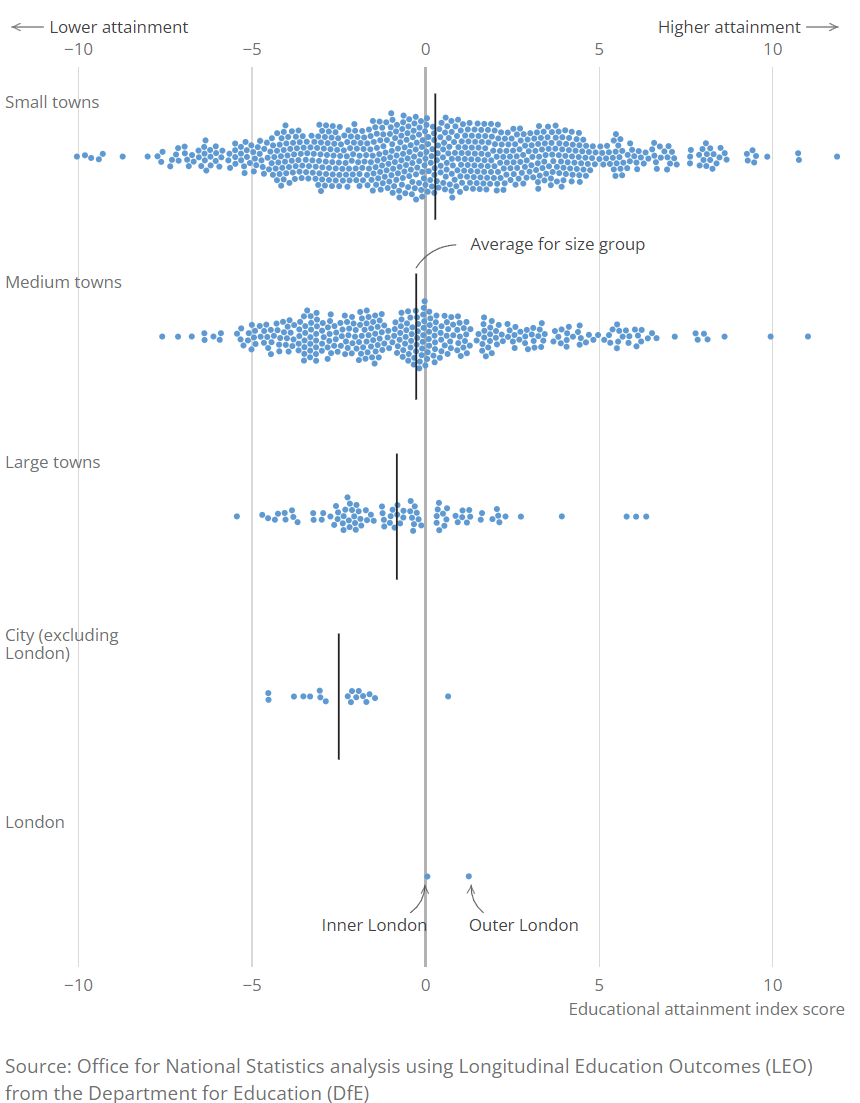 Lower attainment Higher attainment
−10 −5 0 5 10
Small towns
Average for size group
Medium towns
Large towns
City (excluding
London)
London
Inner London Outer London
−10 −5 0 5 10
Educational attainment index score
Source: Office for National Statistics analysis using Longitudinal Education Outcomes (LEO)
from the Department for Education (DfE)